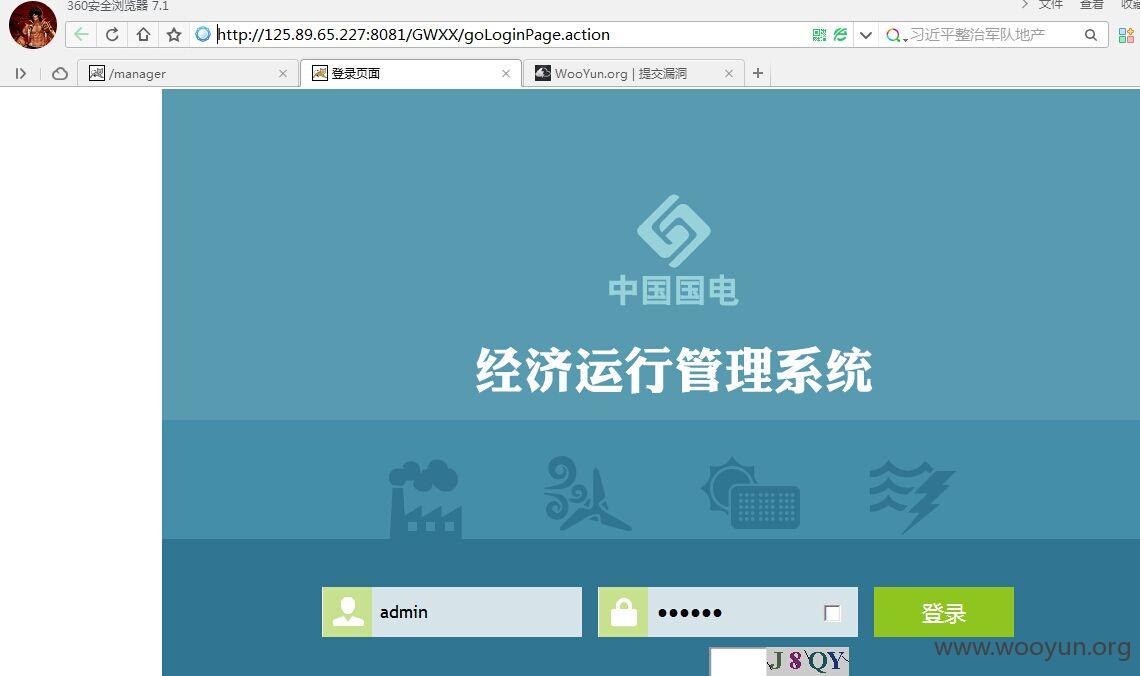 360安全浏览器 7.1
文件 查看 收藏
http://125.89.65.227:8081/GWXX/goLoginPage.action
习近平整治军队地产
/manager
登录页面
WooYun.org | 提交漏洞
中国国电
经济运行管理系统
admin
登录
J8QY
www.wooyun.org